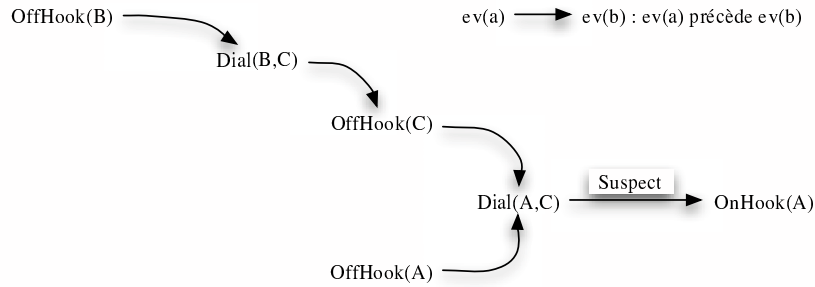 OffHook(B)
ev(a) ev(b) : ev(a) précède ev(b)
Dial(B,C)
OffHook(C)
Suspect
Dial(A,C)
OnHook(A)
OffHook(A)